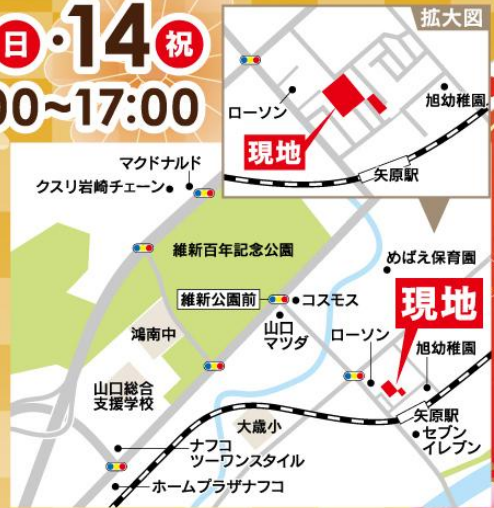 日・14祝
00~17:00
拡大図
ローソン
旭幼稚園
現地
矢原駅
マクドナルド
クスリ岩崎チェーン
維新百年記念公園
めばえ保育園
維新公園前
コスモス
現地
鴻南中
山口
マツダ
ローソン
旭幼稚園
山口総合
支援学校
大歳小
矢原駅
セブン
イレブン
ナフコ
ツーワンスタイル
ホームプラザナフコ